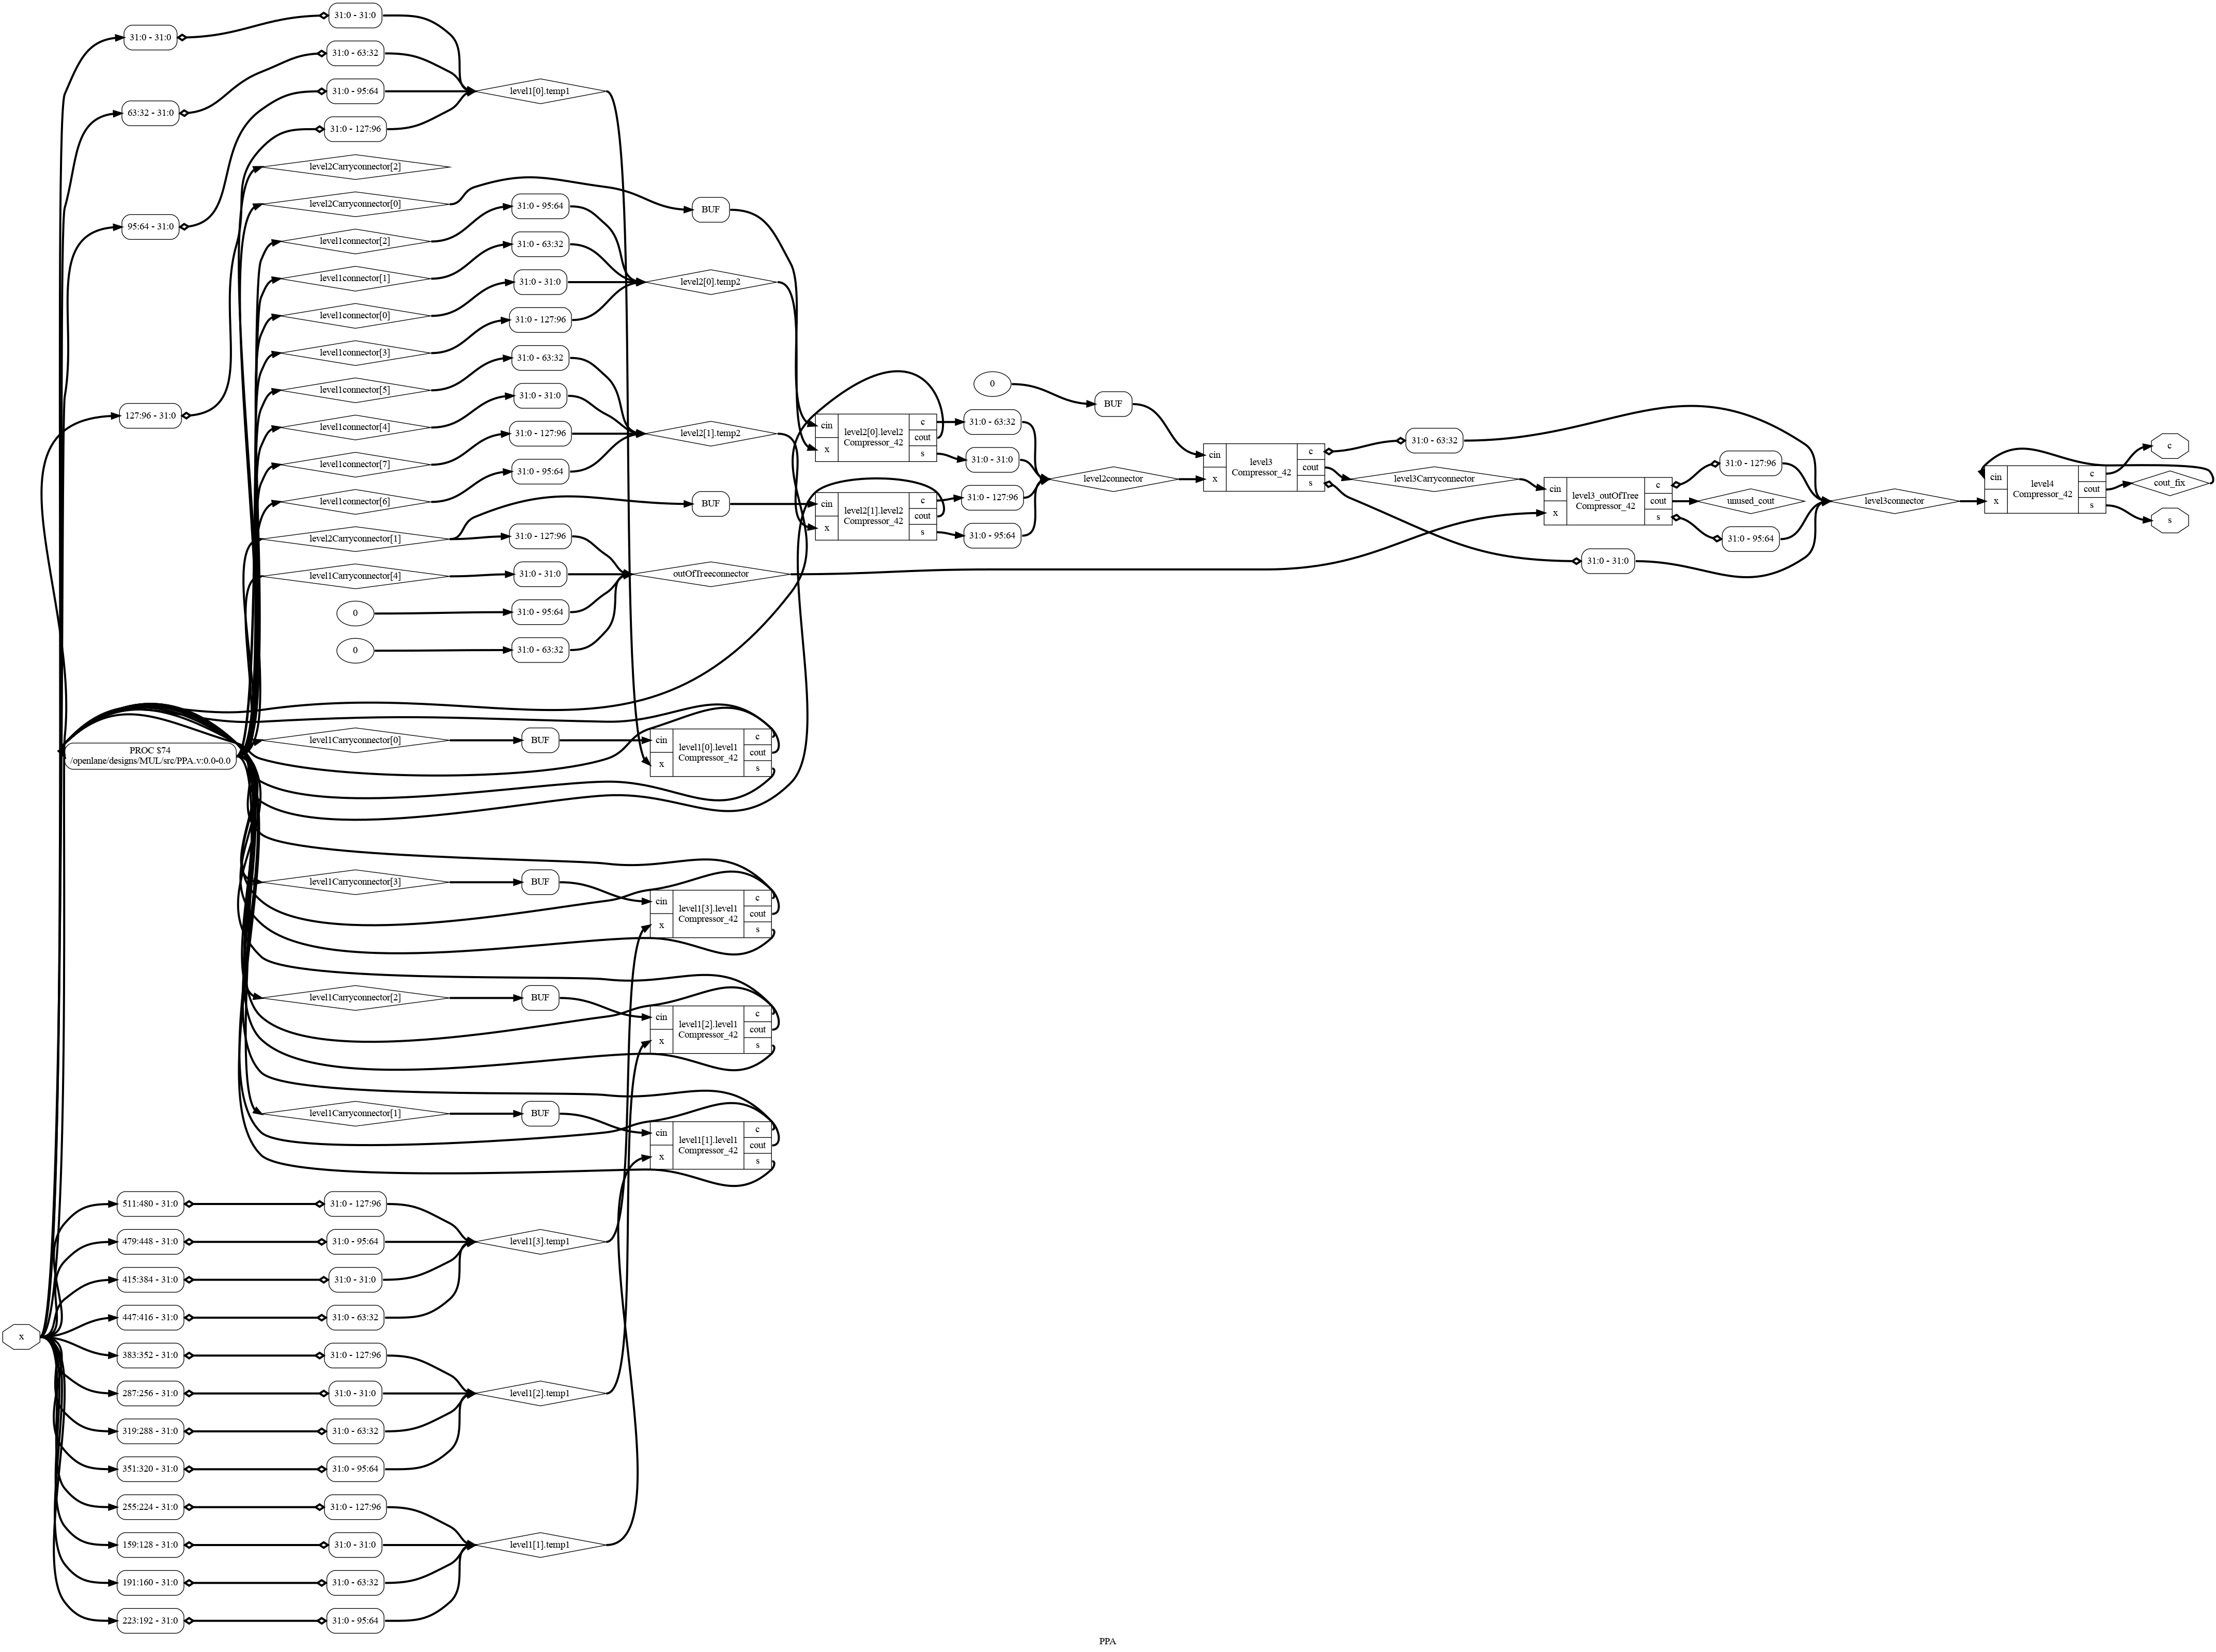 31:0 - 31:0
31:0 - 31:0
31:0 - 63:32
31:0 - 95:64
level1[0].temp1
63:32 - 31:0
31:0 - 127:96
level2Carryconnector[2]
level2Carryconnector[0]
BUF
31:0 - 95:64
95:64 - 31:0
level1connector[2]
31:0 - 63:32
level1connector[1]
31:0 - 31:0
level2[0].temp2
level1connector[0]
31:0 - 127:96
level1connector[3]
31:0 - 63:32
level1connector[5]
31:0 - 31:0
0
BUF
127:96 - 31:0
level1connector[4]
31:0 - 127:96
level2[1].temp2
cin
x
level2[0].level2
Compressor_42
c
cout
s
31:0 - 63:32
31:0 - 31:0
31:0 - 63:32
level1connector[7]
31:0 - 95:64
level1connector[6]
BUF
cin
x
level2[1].level2
Compressor_42
c
cout
s
31:0 - 127:96
31:0 - 95:64
level2connector
cin
x
level3
Compressor_42
c
cout
s
level3Carryconnector
cin
x
level3_outOfTree
Compressor_42
c
cout
s
31:0 - 127:96
unused_cout
31:0 - 95:64
31:0 - 31:0
level3connector
cin
x
level4
Compressor_42
c
cout
s
c
cout_fix
s
level2Carryconnector[1]
31:0 - 127:96
level1Carryconnector[4]
31:0 - 31:0
outOfTreeconnector
0
31:0 - 95:64
0
31:0 - 63:32
PROC $74
/openlane/designs/MUL/src/PPA.v:0.0-0.0
level1Carryconnector[0]
BUF
cin
x
level1[0].level1
Compressor_42
c
cout
s
level1Carryconnector[3]
BUF
cin
x
level1[3].level1
Compressor_42
c
cout
s
level1Carryconnector[2]
BUF
cin
x
level1[2].level1
Compressor_42
c
cout
s
level1Carryconnector[1]
BUF
cin
x
level1[1].level1
Compressor_42
c
cout
s
511:480 - 31:0
31:0 - 127:96
479:448 - 31:0
31:0 - 95:64
level1[3].temp1
415:384 - 31:0
31:0 - 31:0
447:416 - 31:0
31:0 - 63:32
x
383:352 - 31:0
31:0 - 127:96
287:256 - 31:0
31:0 - 31:0
level1[2].temp1
319:288 - 31:0
31:0 - 63:32
351:320 - 31:0
31:0 - 95:64
255:224 - 31:0
31:0 - 127:96
159:128 - 31:0
31:0 - 31:0
level1[1].temp1
191:160 - 31:0
31:0 - 63:32
223:192 - 31:0
31:0 - 95:64
PPA